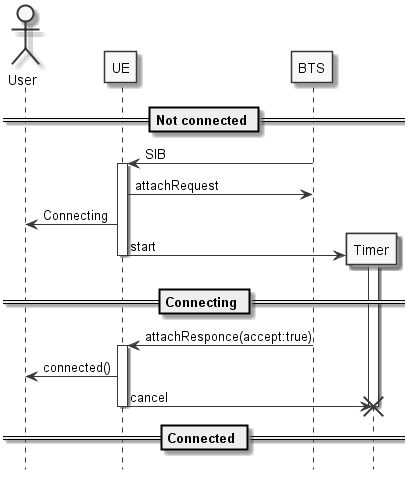 User
UE
BTS
Not connected
SIB
attachRequest
Connecting
start
Timer
Connecting
attachResponce(accept:true)
connected()
cancel
Connected